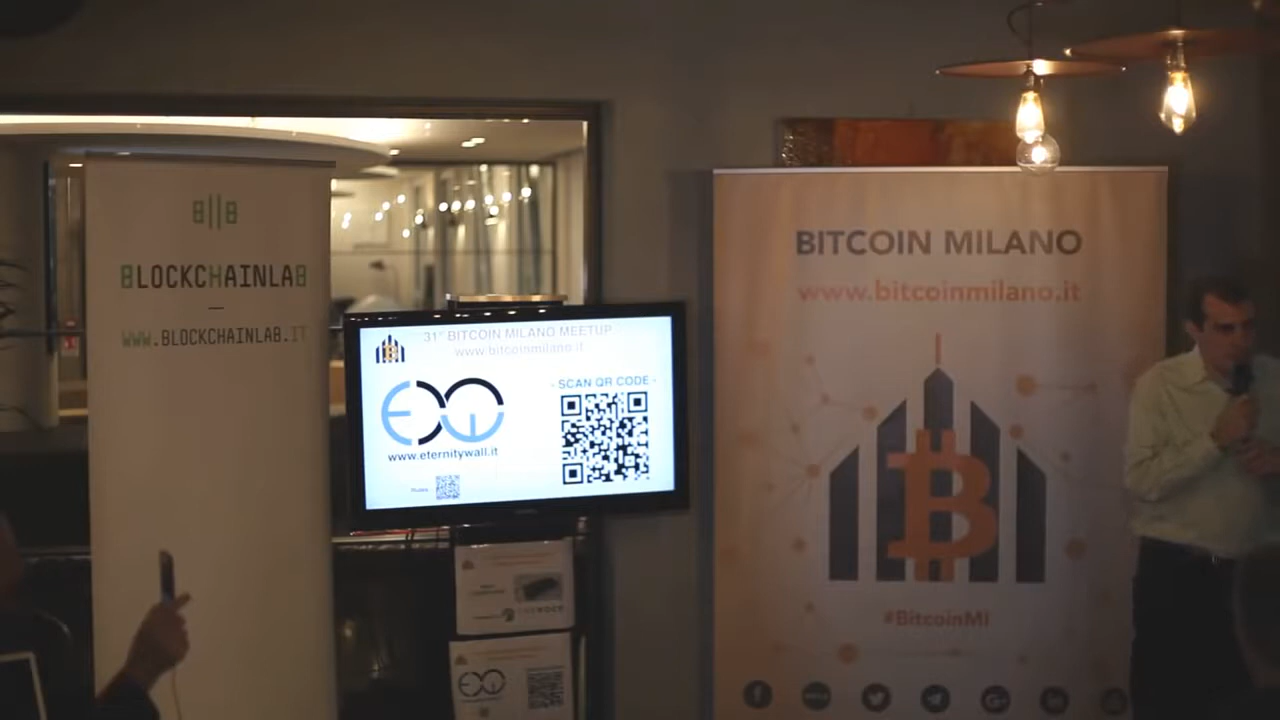 BLOCKCHAINLAB
WWW.BLOCKCHAINLAB.IT
31st BITCOIN MILANO MEETUP
www.bitcoinmilano.it
- SCAN QR CODE -
www.eternitywall.it
BITCOIN MILANO
www.bitcoinmilano.it
#BitcoinMI